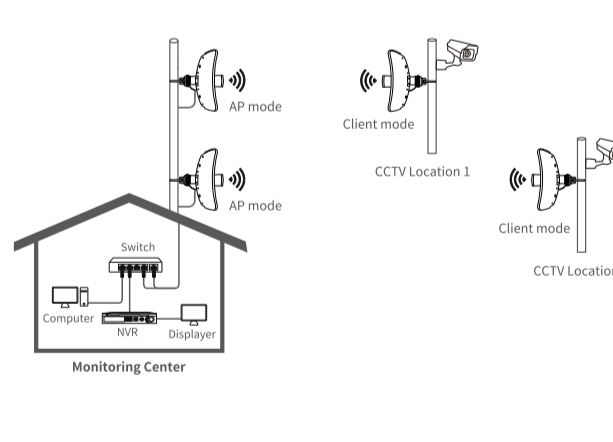 AP mode
Client mode
CCTV Location 1
AP mode
Client mode
CCTV Location
Switch
Computer
NVR
Displayer
Monitoring Center